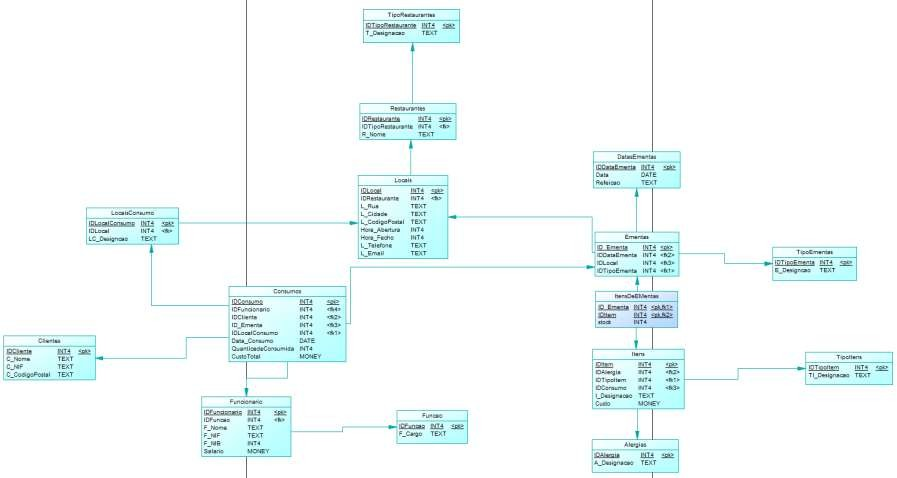 TipoRestaurantes
IDTipoRestaurante INT4 <pk>
T_Designacao TEXT
Restaurantes
IDRestaurante INT4 <pk>
IDTipoRestaurante INT4 <fk>
R_Nome TEXT
Locais
IDLocal INT4 <pk>
IDRestaurante INT4 <fk>
L_Rua TEXT
L_Cidade TEXT
L_CodigoPostal TEXT
Hora_Abertura INT4
Hora_Fecho INT4
L_Telefone TEXT
L_Email TEXT
DatasEmentas
IDDataEmenta INT4 <pk>
Data DATE
Refeicao TEXT
LocaisConsumo
IDLocalConsumo INT4 <pk>
IDLocal INT4 <fk>
LC_Designcao TEXT
Ementas
ID_Ementa INT4 <pk>
IDDataEmenta INT4 <fk2>
IDLocal INT4 <fk3>
IDTipoEmenta INT4 <fk1>
TipoEmentas
IDTipoEmenta INT4 <pk>
E_Designcao TEXT
Consumos
IDConsumo INT4 <pk>
IDFuncionario INT4 <fk4>
IDCliente INT4 <fk2>
ID_Ementa INT4 <fk3>
IDLocalConsumo INT4 <fk1>
Data_Consumo DATE
QuanticadeConsumida INT4
CustoTotal MONEY
ItensDeEMentas
ID_Ementa INT4 <pk,fk1>
IDItem INT4 <pk,fk2>
stock INT4
Clientes
IDCliente INT4 <pk>
C_Nome TEXT
C_NIF TEXT
C_CodigoPostal TEXT
Itens
IDItem INT4 <pk>
IDAlergia INT4 <fk2>
IDTipoItem INT4 <fk1>
IDConsumo INT4 <fk3>
I_Designacao TEXT
Custo MONEY
TipoItens
IDTipoItem INT4 <pk>
TI_Designacao TEXT
Funcionario
IDFuncionario INT4 <pk>
IDFuncao INT4 <fk>
F_Nome TEXT
F_NIF TEXT
F_NIB INT4
Salario MONEY
Funcao
IDFuncao INT4 <pk>
F_Cargo TEXT
Alergias
IDAlergia INT4 <pk>
A_Designacao TEXT